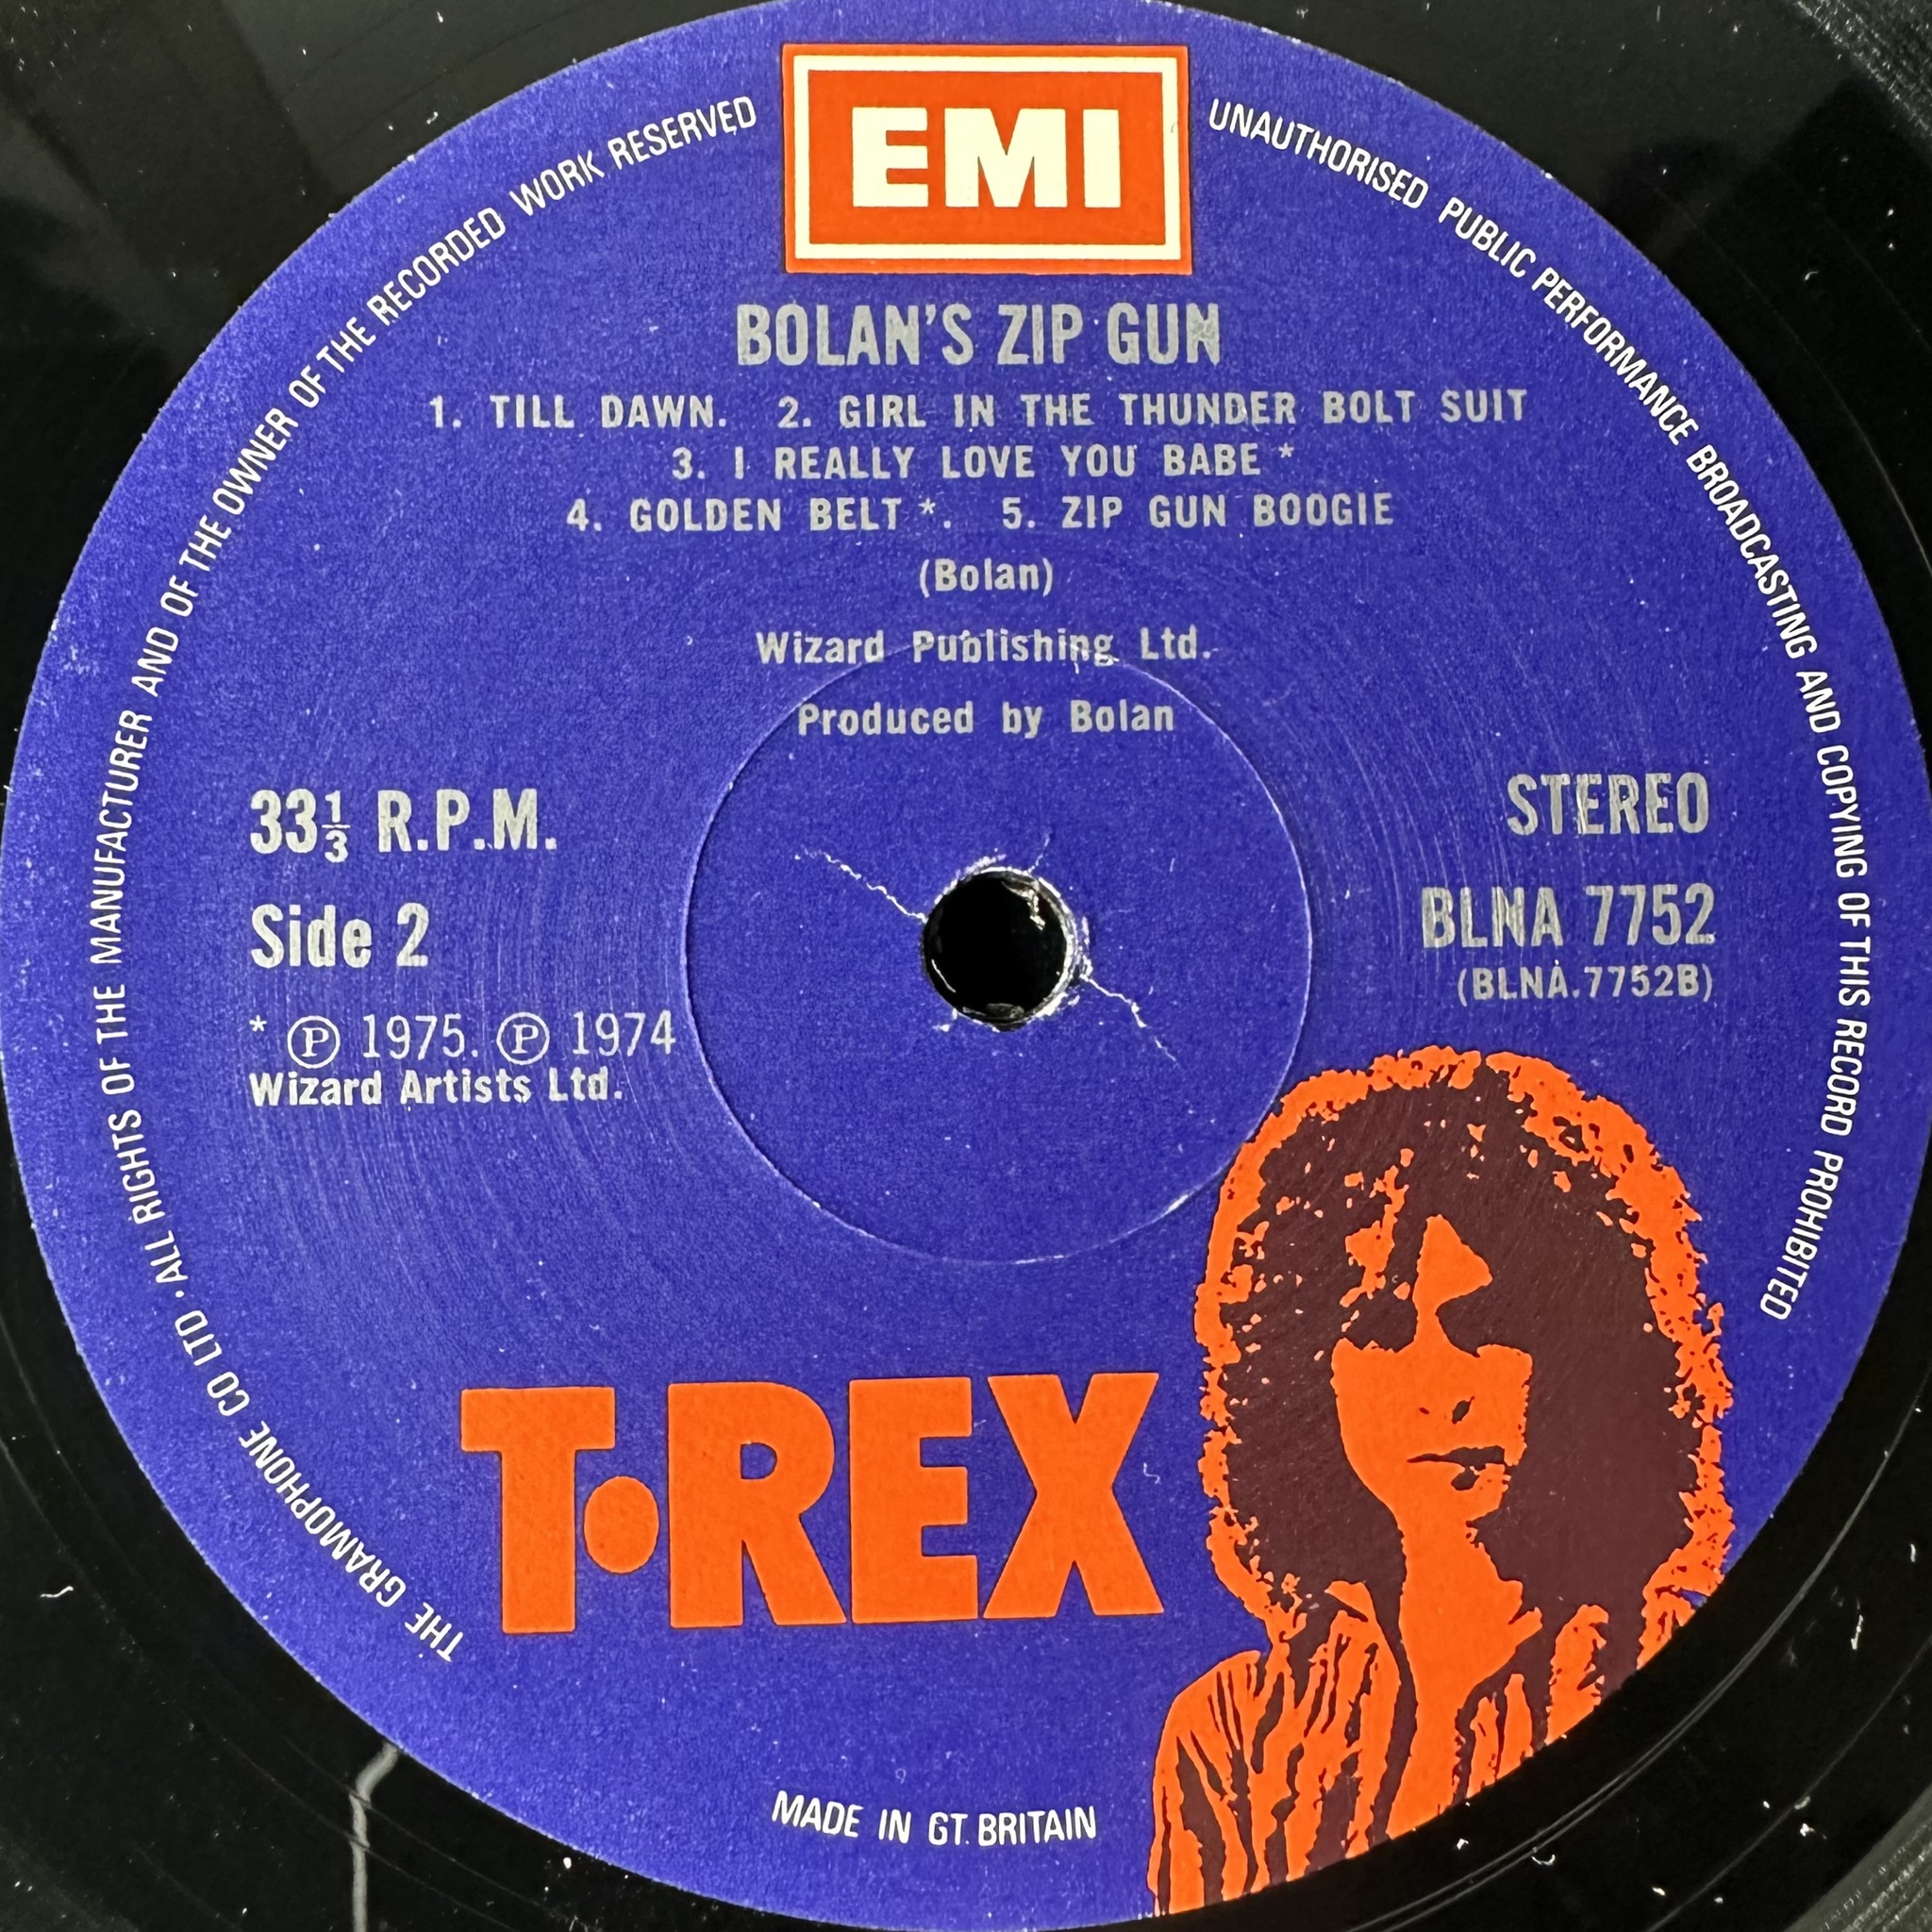 EMI
THE GRAMOPHONE CO LTD · ALL RIGHTS OF THE MANUFACTURER AND OF THE OWNER OF THE RECORDED WORK RESERVED
UNAUTHORISED PUBLIC PERFORMANCE BROADCASTING AND COPYING OF THIS RECORD PROHIBITED
BOLAN'S ZIP GUN
1. TILL DAWN. 2. GIRL IN THE THUNDER BOLT SUIT
3. I REALLY LOVE YOU BABE *
4. GOLDEN BELT *. 5. ZIP GUN BOOGIE
(Bolan)
Wizard Publishing Ltd.
Produced by Bolan
33⅓ R.P.M.
Side 2
* ℗ 1975. ℗ 1974
Wizard Artists Ltd.
STEREO
BLNA 7752
(BLNA.7752B)
T·REX
MADE IN GT. BRITAIN